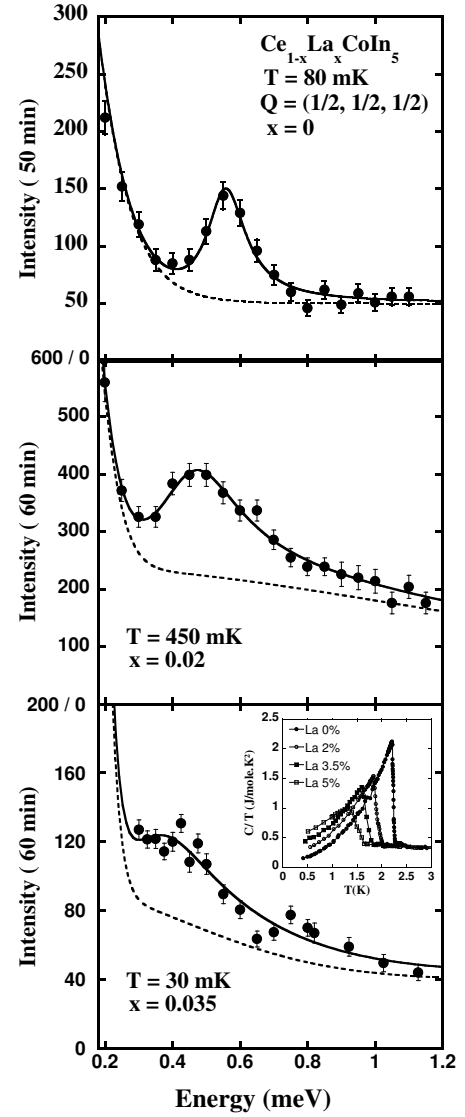 300
Ce1-xLaxCoIn5
T = 80 mK
Q = (1/2, 1/2, 1/2)
x = 0
250
200
150
100
50
Intensity ( 50 min)
600 / 0
500
400
300
200
100
Intensity ( 60 min)
T = 450 mK
x = 0.02
200 / 0
160
120
80
40
0
Intensity ( 60 min)
2.5
2
1.5
1
0.5
0
C/ T (J/mole.K2)
La 0%
La 2%
La 3.5%
La 5%
0 0.5 1 1.5 2 2.5 3
T(K)
T = 30 mK
x = 0.035
0.2 0.4 0.6 0.8 1 1.2
Energy (meV)